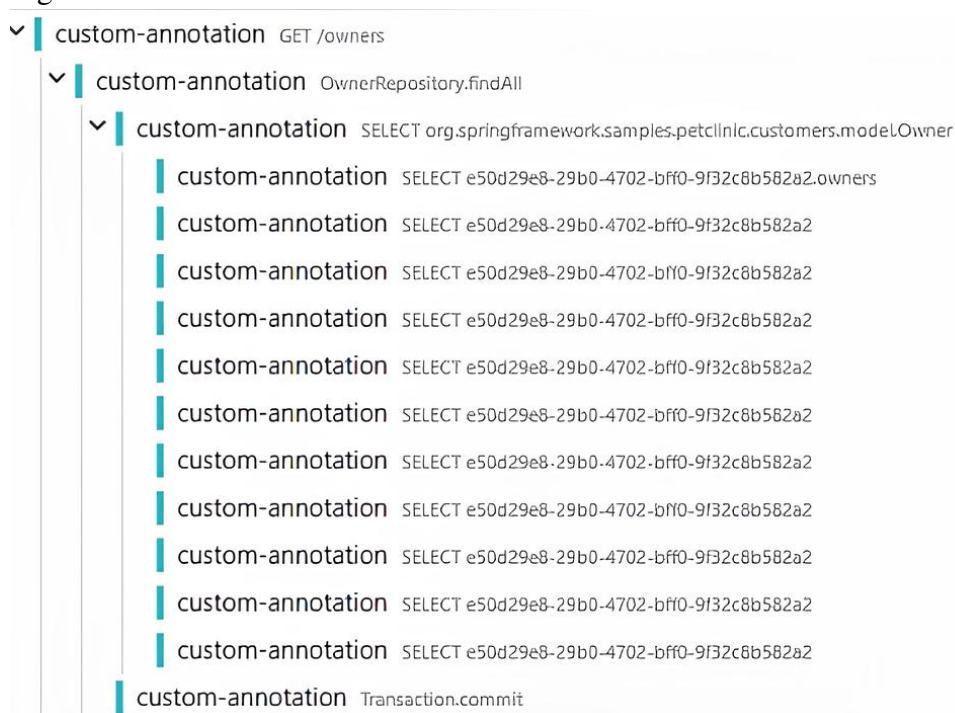 custom-annotation GET /owners
custom-annotation OwnerRepository.findAll
custom-annotation SELECT org.springframework.samples.petclinic.customers.model.Owner
custom-annotation SELECT e50d29e8-29b0-4702-bff0-9f32c8b582a2.owners
custom-annotation SELECT e50d29e8-29b0-4702-bff0-9f32c8b582a2
custom-annotation SELECT e50d29e8-29b0-4702-bff0-9f32c8b582a2
custom-annotation SELECT e50d29e8-29b0-4702-bff0-9f32c8b582a2
custom-annotation SELECT e50d29e8-29b0-4702-bff0-9f32c8b582a2
custom-annotation SELECT e50d29e8-29b0-4702-bff0-9f32c8b582a2
custom-annotation SELECT e50d29e8-29b0-4702-bff0-9f32c8b582a2
custom-annotation SELECT e50d29e8-29b0-4702-bff0-9f32c8b582a2
custom-annotation SELECT e50d29e8-29b0-4702-bff0-9f32c8b582a2
custom-annotation SELECT e50d29e8-29b0-4702-bff0-9f32c8b582a2
custom-annotation SELECT e50d29e8-29b0-4702-bff0-9f32c8b582a2
custom-annotation Transaction.commit